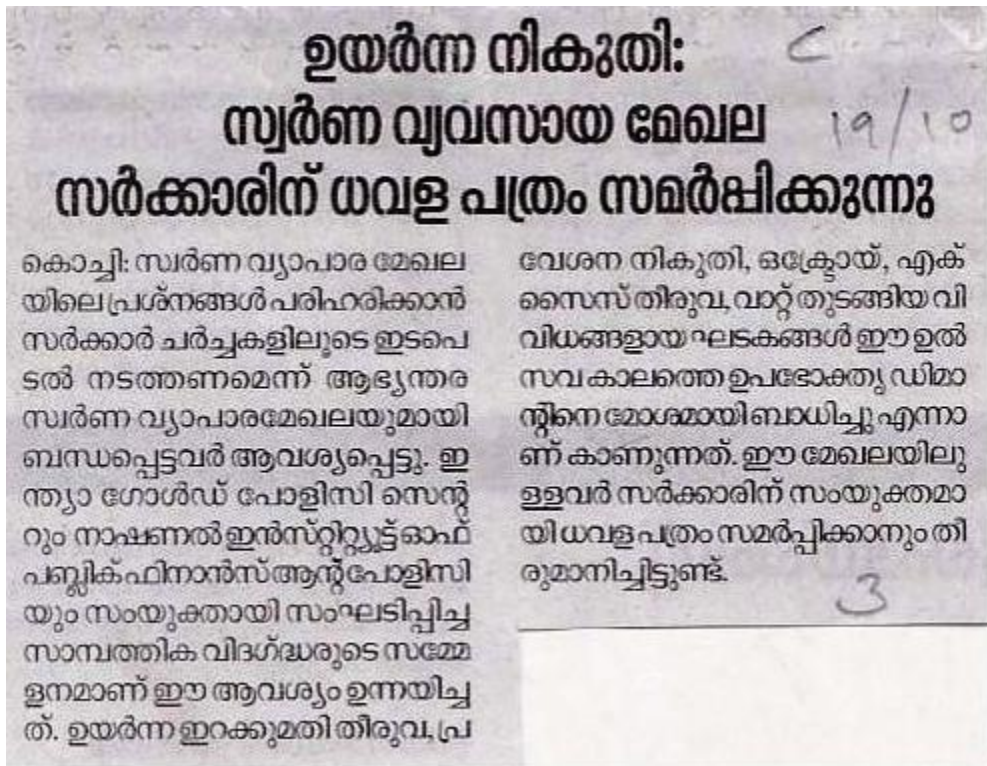 ഉയർന്ന നികുതി:
സ്വർണ വ്യവസായ മേഖല
സർക്കാരിന് ധവള പത്രം സമർപ്പിക്കുന്നു
C
19/10
കൊച്ചി: സ്വർണ വ്യാപാര മേഖല
യിലെ പ്രശ്നങ്ങൾ പരിഹരിക്കാൻ
സർക്കാർ ചർച്ചകളിലൂടെ ഇടപെ
ടൽ നടത്തണമെന്ന് ആഭ്യന്തര
സ്വർണ വ്യാപാരമേഖലയുമായി
ബന്ധപ്പെട്ടവർ ആവശ്യപ്പെട്ടു. ഇ
ന്ത്യാ ഗോൾഡ് പോളിസി സെന്റ
റും നാഷണൽ ഇൻസ്റ്റിറ്റ്യൂട്ട് ഓഫ്
പബ്ലിക് ഫിനാൻസ് ആന്റ് പോളിസി
യും സംയുക്തായി സംഘടിപ്പിച്ച
സാമ്പത്തിക വിദഗ്ദ്ധരുടെ സമ്മേ
ളനമാണ് ഈ ആവശ്യം ഉന്നയിച്ച
ത്. ഉയർന്ന ഇറക്കുമതി തീരുവ, പ്ര
വേശന നികുതി, ഒക്ട്രോയ്, എക്
സൈസ് തീരുവ, വാറ്റ് തുടങ്ങിയ വി
വിധങ്ങളായ ഘടകങ്ങൾ ഈ ഉൽ
സവ കാലത്തെ ഉപഭോക്തൃ ഡിമാ
ന്റിനെ മോശമായി ബാധിച്ചു എന്നാ
ണ് കാണുന്നത്. ഈ മേഖലയിലു
ള്ളവർ സർക്കാരിന് സംയുക്തമാ
യി ധവള പത്രം സമർപ്പിക്കാനും തീ
രുമാനിച്ചിട്ടുണ്ട്.
3